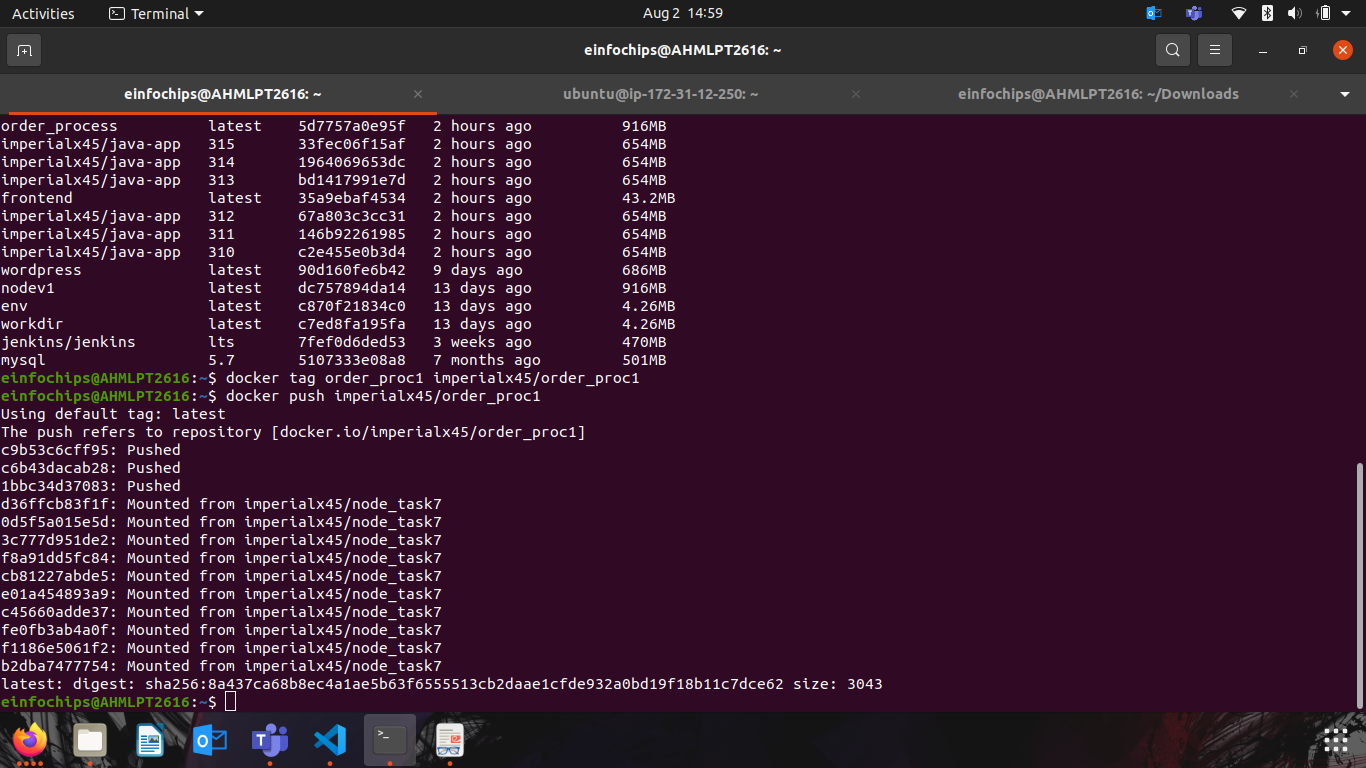 Activities
Terminal
Aug 2 14:59
einfochips@AHMLPT2616: ~
einfochips@AHMLPT2616: ~
ubuntu@ip-172-31-12-250: ~
einfochips@AHMLPT2616: ~/Downloads
order_process latest 5d7757a0e95f 2 hours ago 916MB
imperialx45/java-app 315 33fec06f15af 2 hours ago 654MB
imperialx45/java-app 314 1964069653dc 2 hours ago 654MB
imperialx45/java-app 313 bd1417991e7d 2 hours ago 654MB
frontend latest 35a9ebaf4534 2 hours ago 43.2MB
imperialx45/java-app 312 67a803c3cc31 2 hours ago 654MB
imperialx45/java-app 311 146b92261985 2 hours ago 654MB
imperialx45/java-app 310 c2e455e0b3d4 2 hours ago 654MB
wordpress latest 90d160fe6b42 9 days ago 686MB
nodev1 latest dc757894da14 13 days ago 916MB
env latest c870f21834c0 13 days ago 4.26MB
workdir latest c7ed8fa195fa 13 days ago 4.26MB
jenkins/jenkins lts 7fef0d6ded53 3 weeks ago 470MB
mysql 5.7 5107333e08a8 7 months ago 501MB
einfochips@AHMLPT2616:~$ docker tag order_proc1 imperialx45/order_proc1
einfochips@AHMLPT2616:~$ docker push imperialx45/order_proc1
Using default tag: latest
The push refers to repository [docker.io/imperialx45/order_proc1]
c9b53c6cff95: Pushed
c6b43dacab28: Pushed
1bbc34d37083: Pushed
d36ffcb83f1f: Mounted from imperialx45/node_task7
0d5f5a015e5d: Mounted from imperialx45/node_task7
3c777d951de2: Mounted from imperialx45/node_task7
f8a91dd5fc84: Mounted from imperialx45/node_task7
cb81227abde5: Mounted from imperialx45/node_task7
e01a454893a9: Mounted from imperialx45/node_task7
c45660adde37: Mounted from imperialx45/node_task7
fe0fb3ab4a0f: Mounted from imperialx45/node_task7
f1186e5061f2: Mounted from imperialx45/node_task7
b2dba7477754: Mounted from imperialx45/node_task7
latest: digest: sha256:8a437ca68b8ec4a1ae5b63f6555513cb2daae1cfde932a0bd19f18b11c7dce62 size: 3043
einfochips@AHMLPT2616:~$